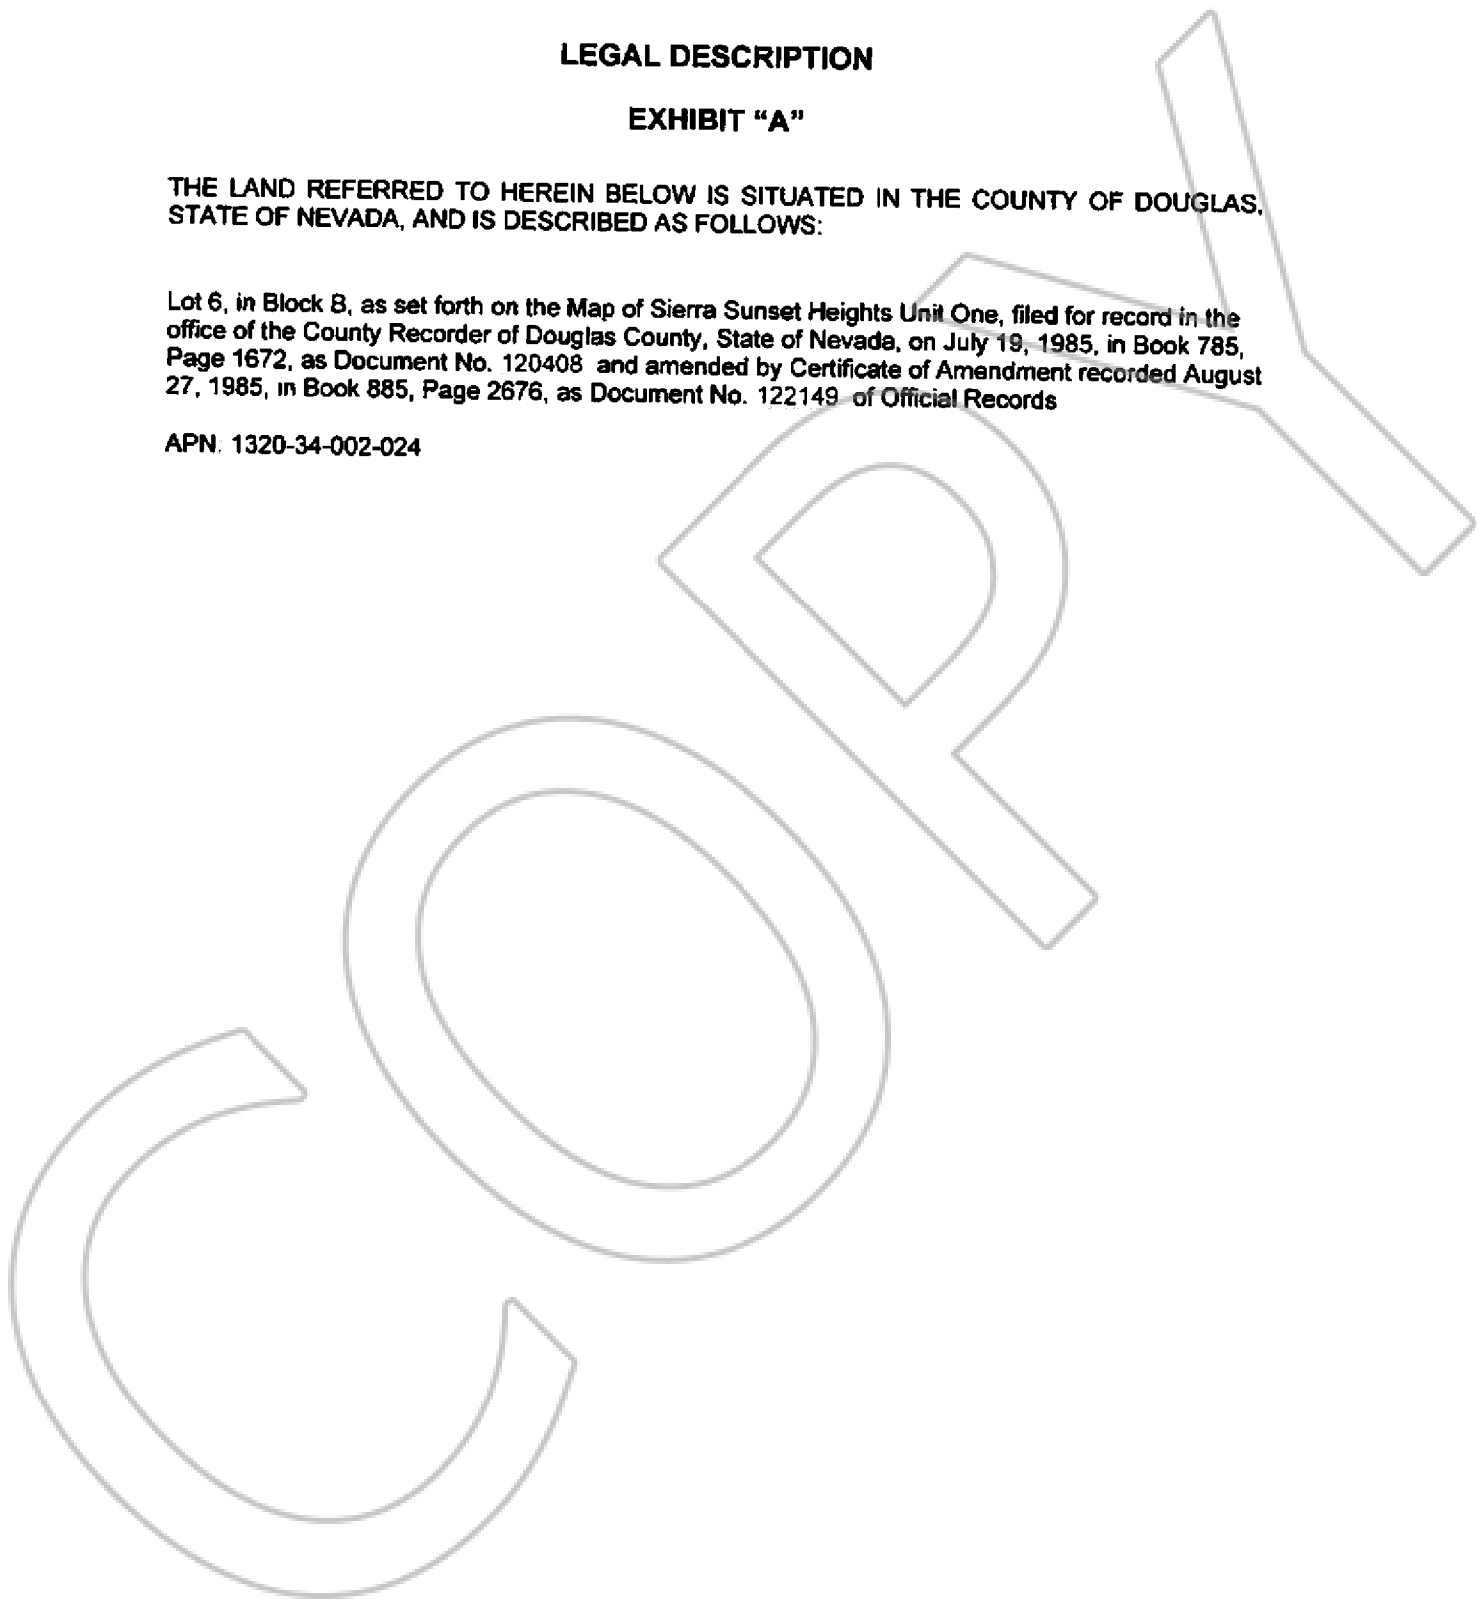 LEGAL DESCRIPTION
EXHIBIT “A”
THE LAND REFERRED TO HEREIN BELOW IS SITUATED IN THE COUNTY OF DOUGLAS,
STATE OF NEVADA, AND IS DESCRIBED AS FOLLOWS:
Lot 6, in Block B, as set forth on the Map of Sierra Sunset Heights Unit One, filed for record in the
office of the County Recorder of Douglas County, State of Nevada, on July 19, 1985, in Book 785,
Page 1672, as Document No. 120408 and amended by Certificate of Amendment recorded August
27, 1985, in Book 885, Page 2676, as Document No. 122149 of Official Records
APN. 1320-34-002-024
COPY